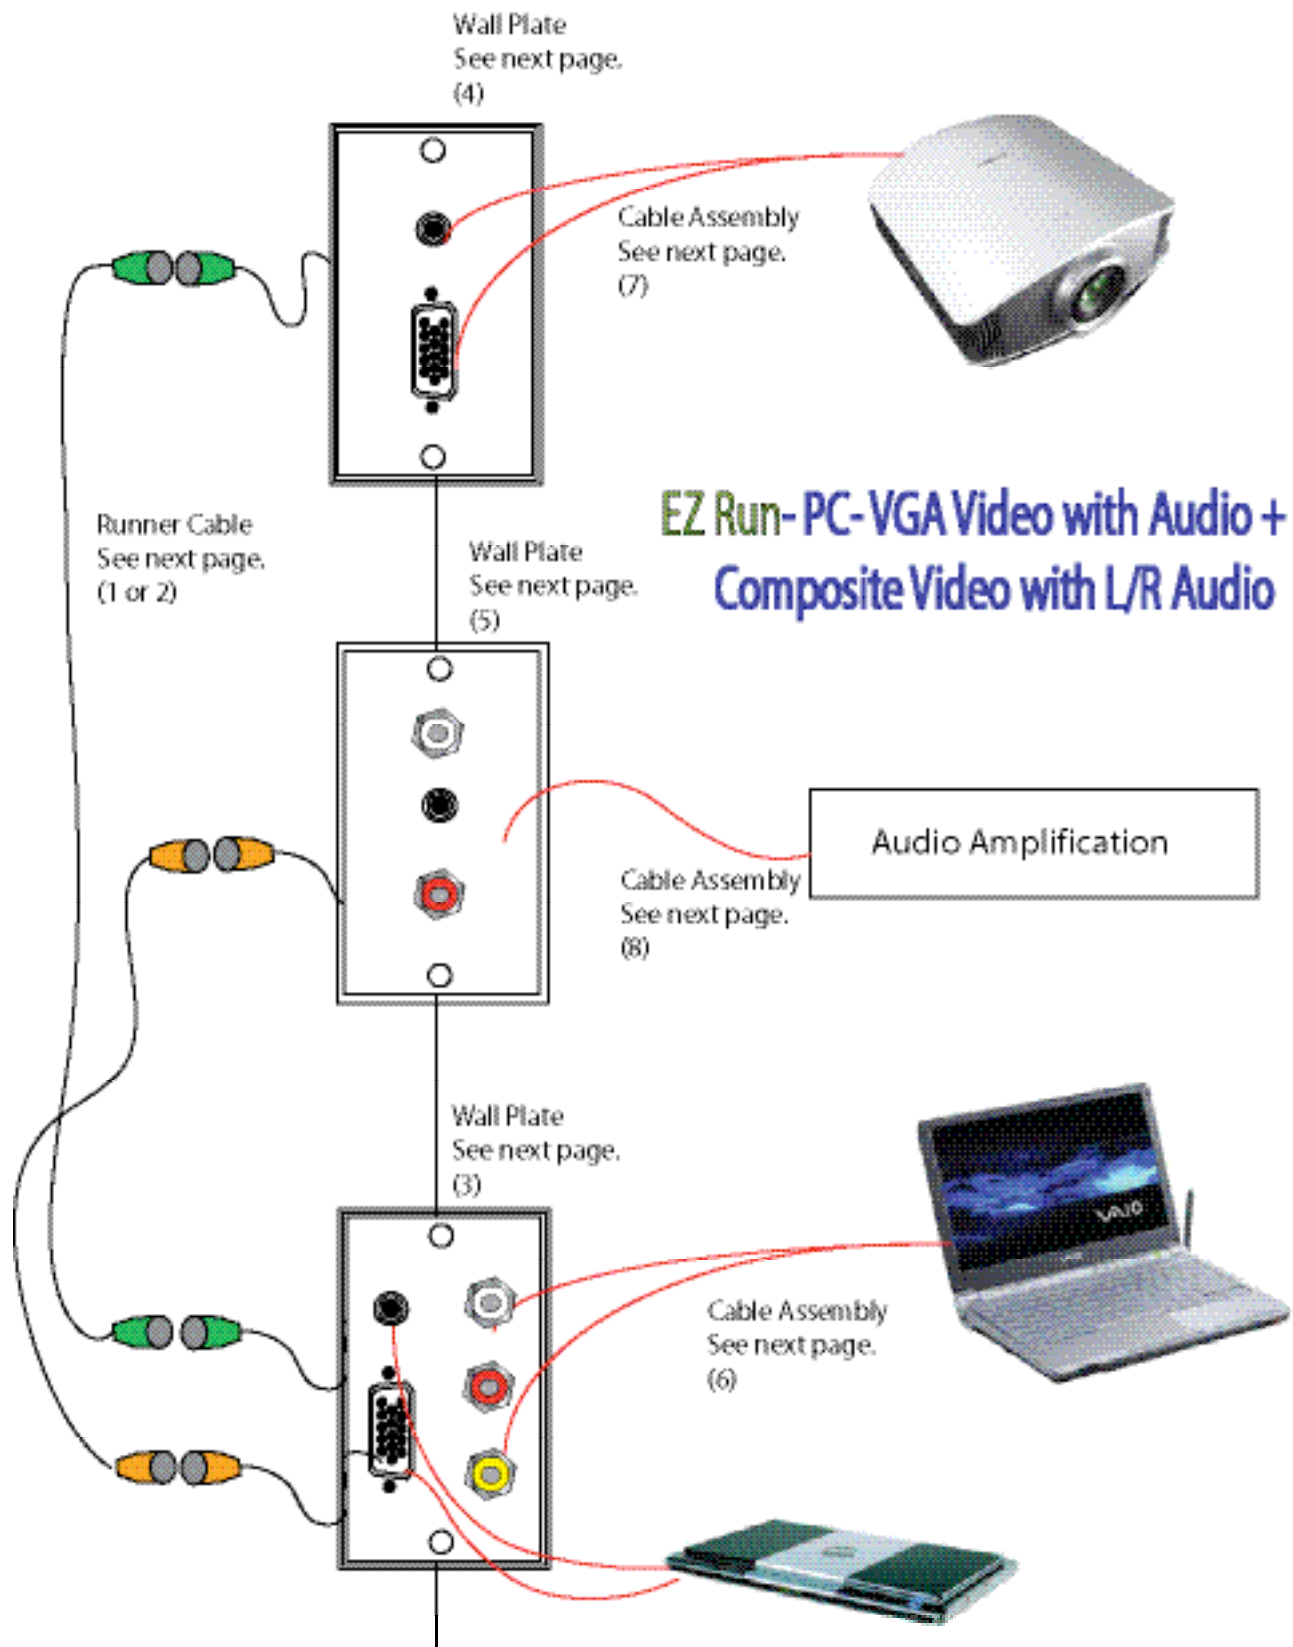 Wall Plate
See next page.
(4)
Cable Assembly
See next page.
(7)
Runner Cable
See next page.
(1 or 2)
EZ Run- PC- VGA Video with Audio +
Composite Video with L/R Audio
Wall Plate
See next page.
(5)
Audio Amplification
Cable Assembly
See next page.
(8)
Wall Plate
See next page.
(3)
VAIO
Cable Assembly
See next page.
(6)